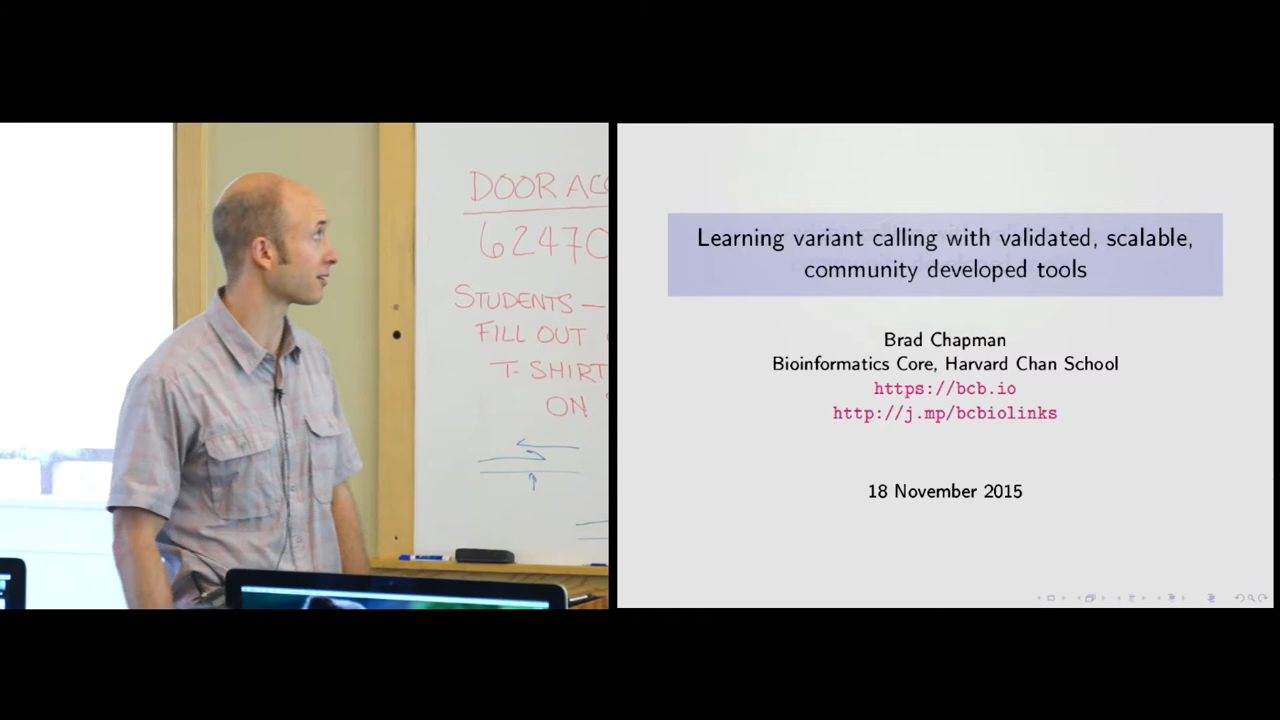 DOOR
6247
STUDENTS —
FILL OUT
T-SHIRT
ON
Learning variant calling with validated, scalable,
community developed tools
Brad Chapman
Bioinformatics Core, Harvard Chan School
https://bcb.io
http://j.mp/bcbiolinks
18 November 2015